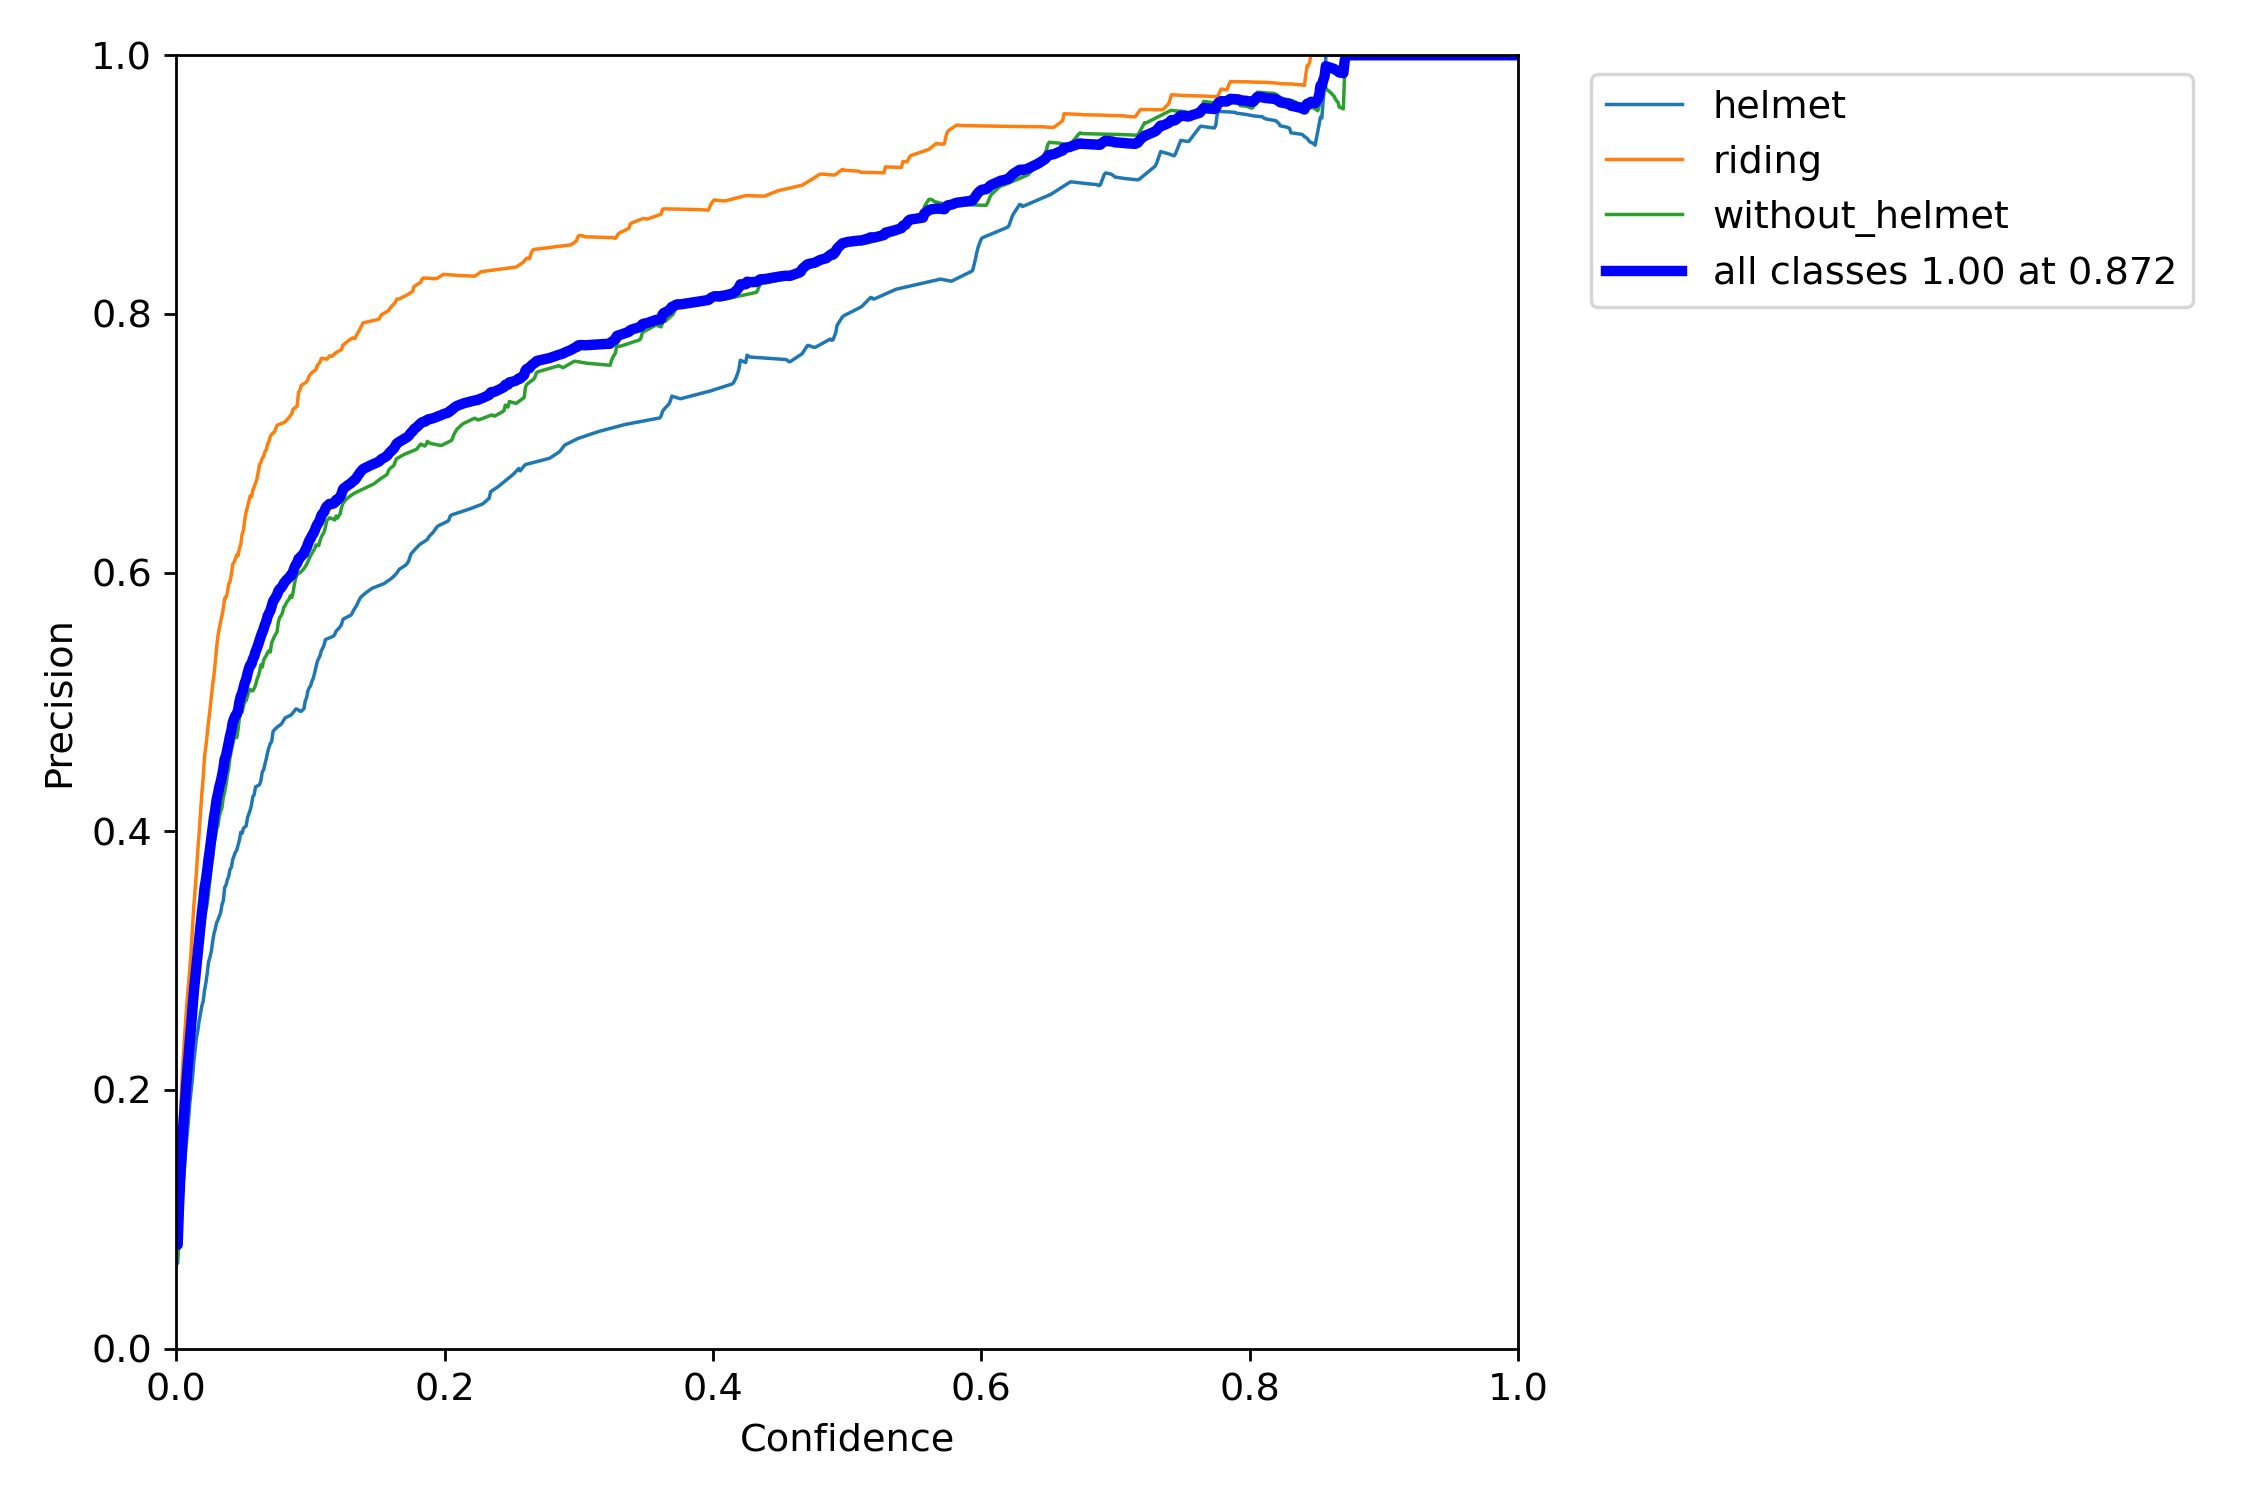 1.0
0.8
0.6
0.4
0.2
0.0
Precision
0.0 0.2 0.4 0.6 0.8 1.0
Confidence
helmet
riding
without_helmet
all classes 1.00 at 0.872